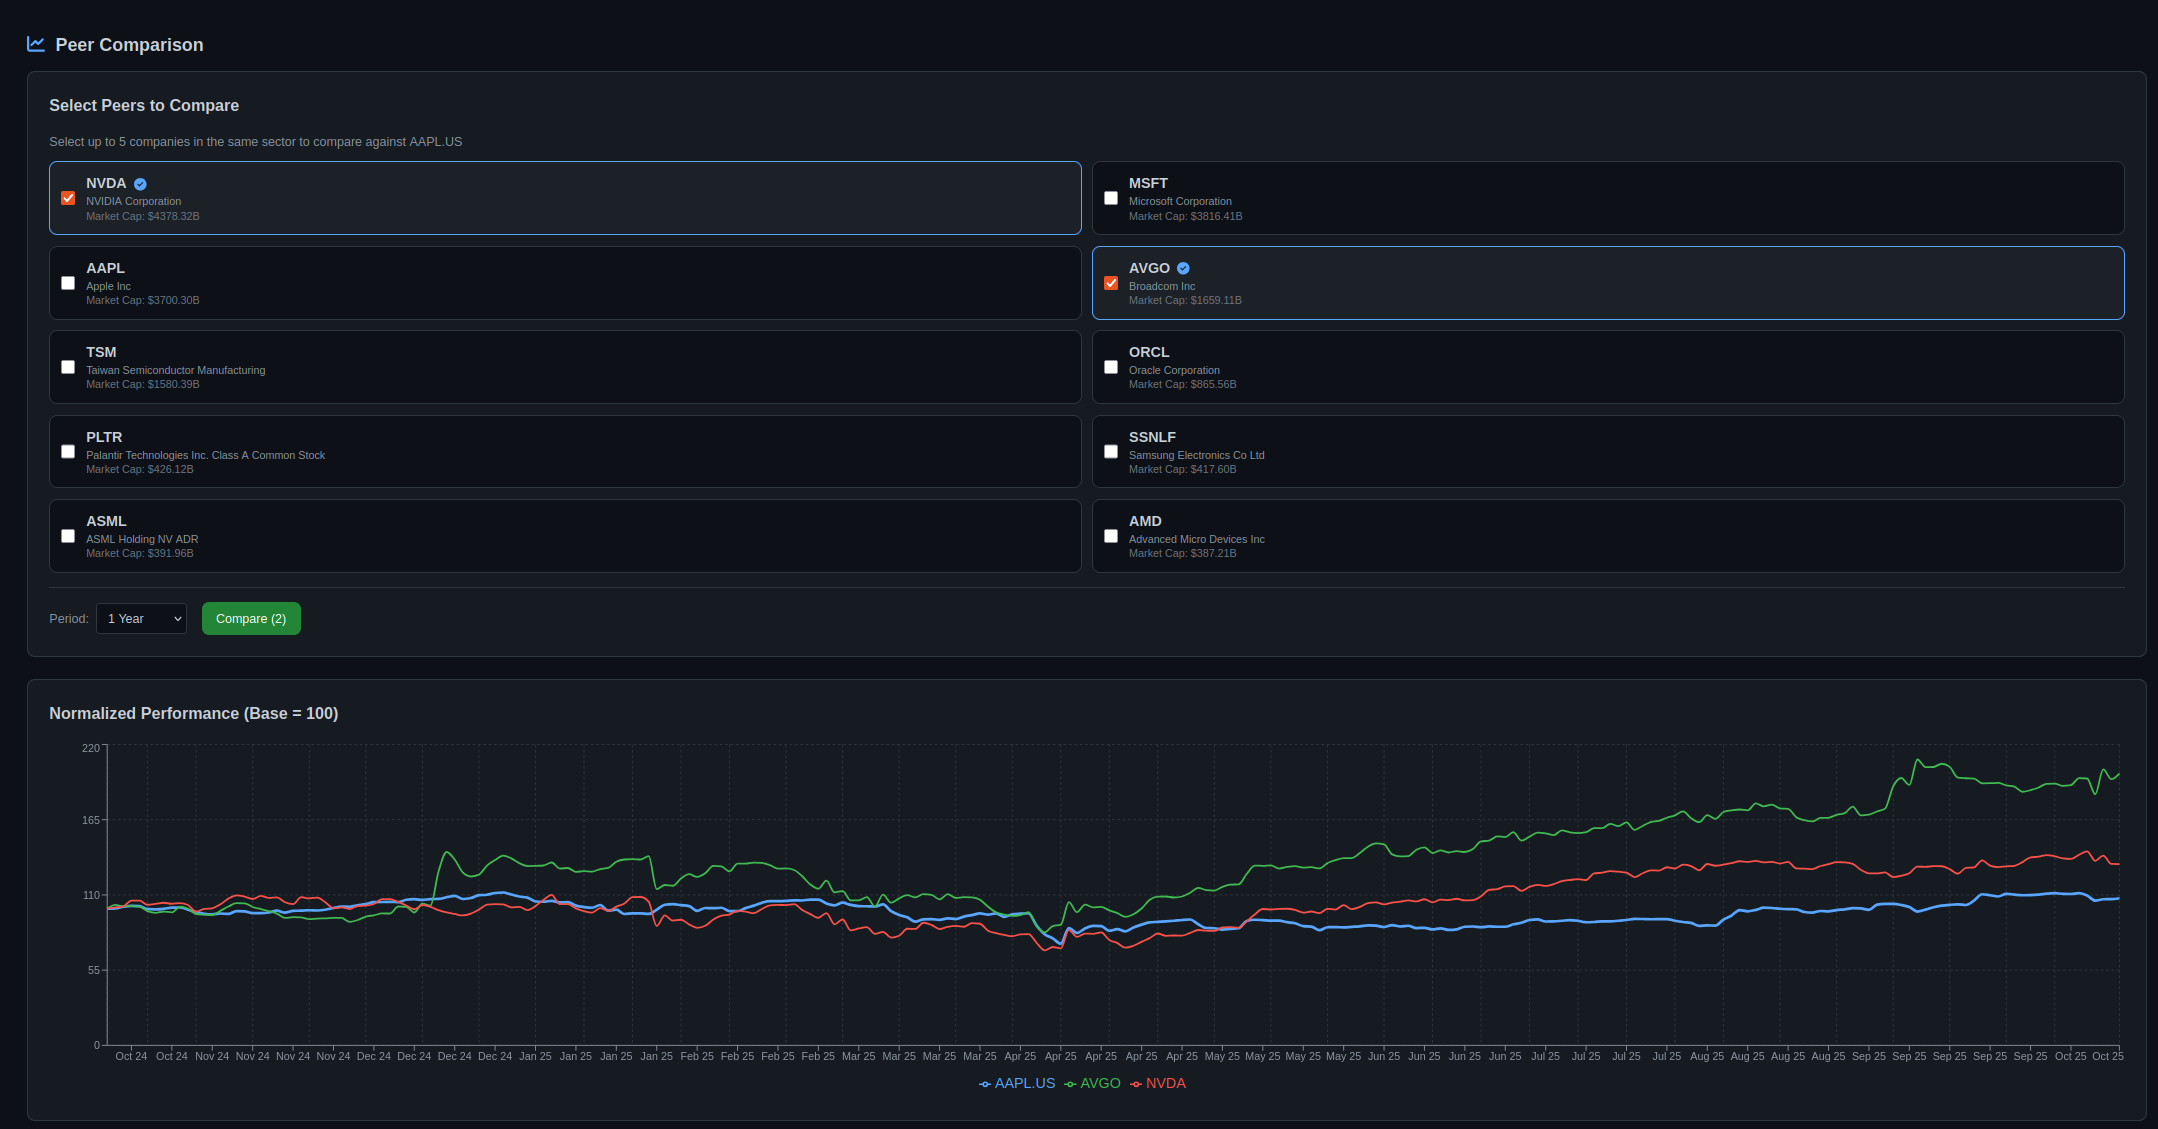 Peer Comparison
Select Peers to Compare
Select up to 5 companies in the same sector to compare against AAPL.US
NVDA
NVIDIA Corporation
Market Cap: $4378.32B
MSFT
Microsoft Corporation
Market Cap: $3816.41B
AAPL
Apple Inc
Market Cap: $3700.30B
AVGO
Broadcom Inc
Market Cap: $1659.11B
TSM
Taiwan Semiconductor Manufacturing
Market Cap: $1580.39B
ORCL
Oracle Corporation
Market Cap: $865.56B
PLTR
Palantir Technologies Inc. Class A Common Stock
Market Cap: $426.12B
SSNLF
Samsung Electronics Co Ltd
Market Cap: $417.60B
ASML
ASML Holding NV ADR
Market Cap: $391.96B
AMD
Advanced Micro Devices Inc
Market Cap: $387.21B
Period: 1 Year Compare (2)
Normalized Performance (Base = 100)
220
165
110
55
0
Oct 24 Oct 24 Nov 24 Nov 24 Nov 24 Nov 24 Dec 24 Dec 24 Dec 24 Dec 24 Jan 25 Jan 25 Jan 25 Jan 25 Feb 25 Feb 25 Feb 25 Feb 25 Mar 25 Mar 25 Mar 25 Mar 25 Apr 25 Apr 25 Apr 25 Apr 25 Apr 25 May 25 May 25 May 25 May 25 Jun 25 Jun 25 Jun 25 Jun 25 Jul 25 Jul 25 Jul 25 Jul 25 Aug 25 Aug 25 Aug 25 Aug 25 Sep 25 Sep 25 Sep 25 Sep 25 Sep 25 Oct 25 Oct 25
AAPL.US AVGO NVDA